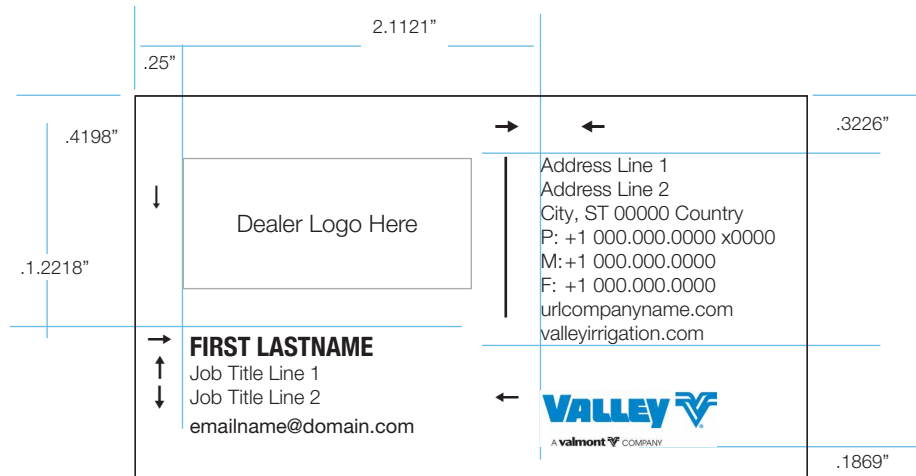 2.1121”
.25”
.4198”
.3226”
.1.2218”
Dealer Logo Here
Address Line 1
Address Line 2
City, ST 00000 Country
P: +1 000.000.0000 x0000
M:+1 000.000.0000
F: +1 000.000.0000
urlcompanyname.com
valleyirrigation.com
FIRST LASTNAME
Job Title Line 1
Job Title Line 2
emailname@domain.com
VALLEY ®
A valmont COMPANY
.1869”